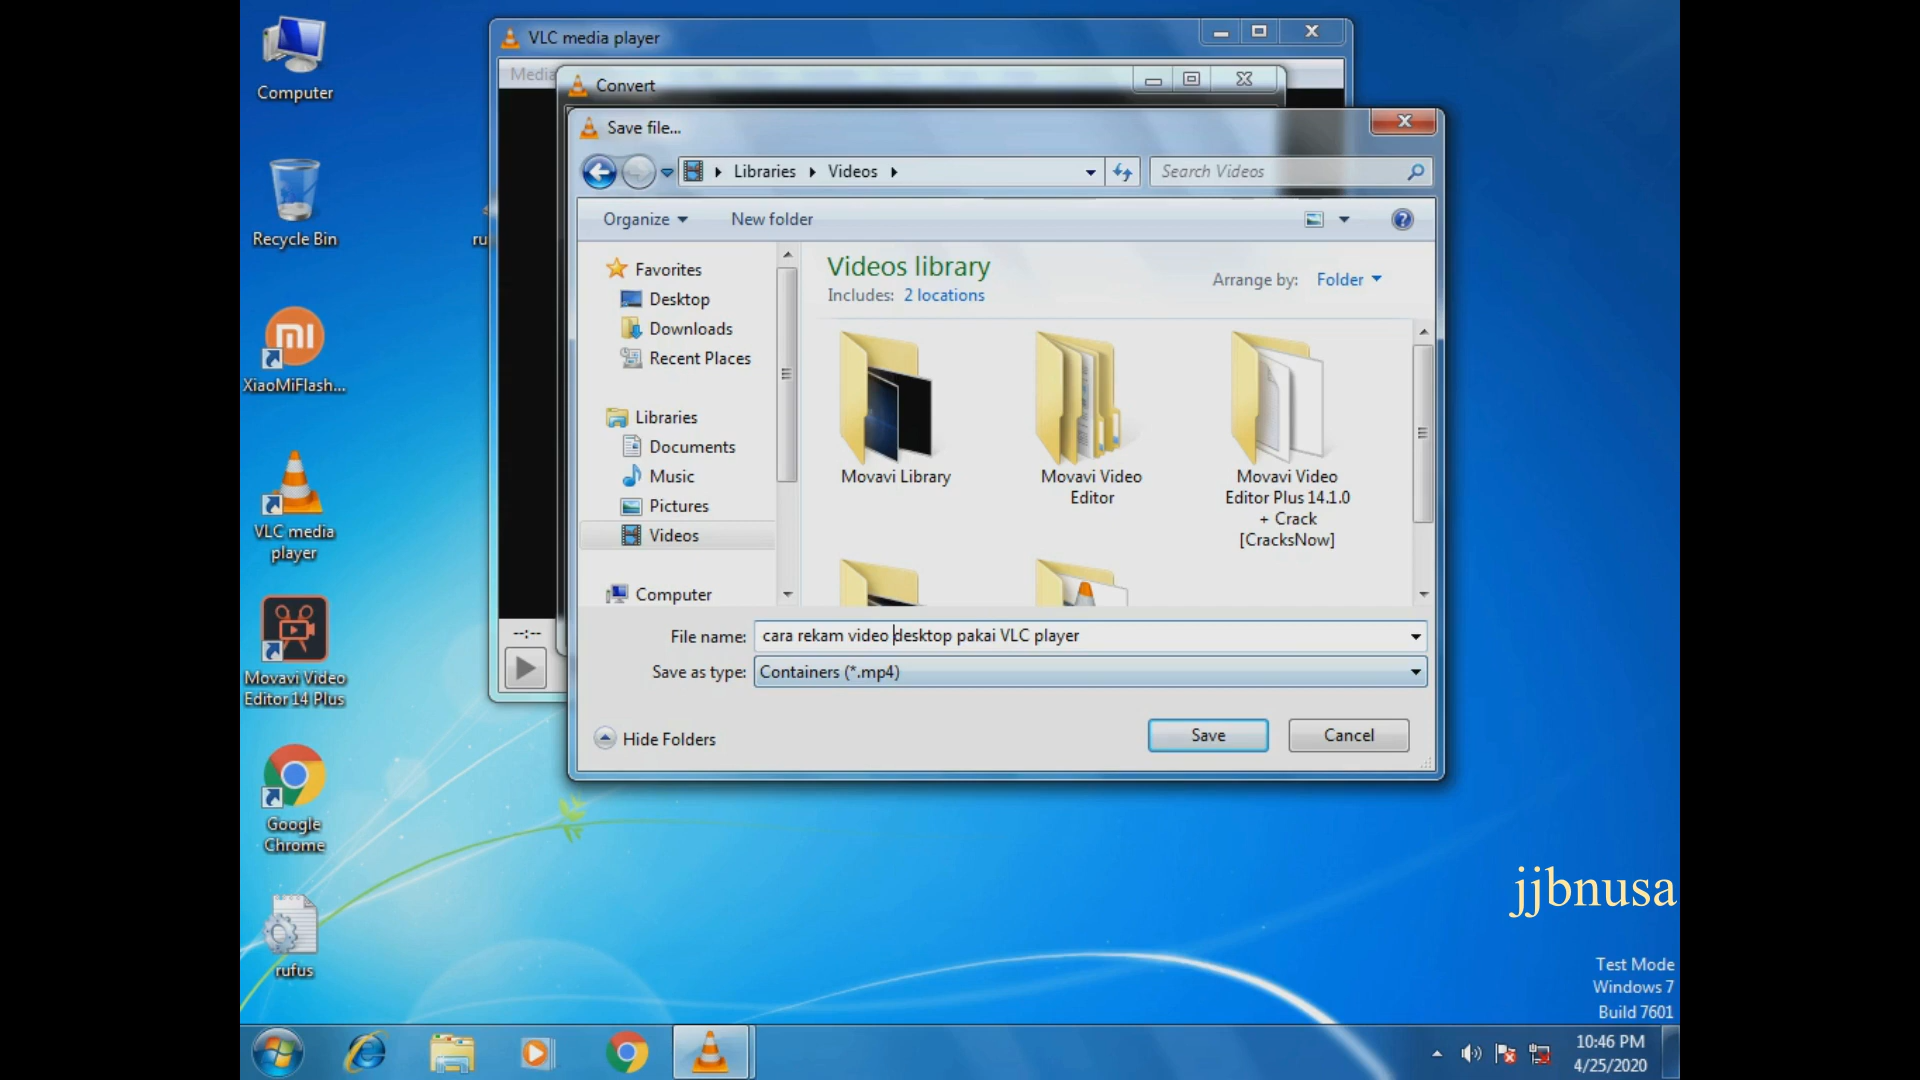 Computer
Recycle Bin
XiaoMiFlash...
VLC media
player
Movavi Video
Editor 14 Plus
Google
Chrome
rufus
ru
VLC media player
Media
Convert
Save file...
Libraries
Videos
Search Videos
Organize
New folder
Favorites
Desktop
Downloads
Recent Places
Libraries
Documents
Music
Pictures
Videos
Computer
Videos library
Includes: 2 locations
Arrange by: Folder
Movavi Library
Movavi Video
Editor
Movavi Video
Editor Plus 14.1.0
+ Crack
[CracksNow]
--:--
File name: cara rekam video desktop pakai VLC player
Save as type: Containers (*.mp4)
Hide Folders
Save
Cancel
jjbnusa
Test Mode
Windows 7
Build 7601
10:46 PM
4/25/2020